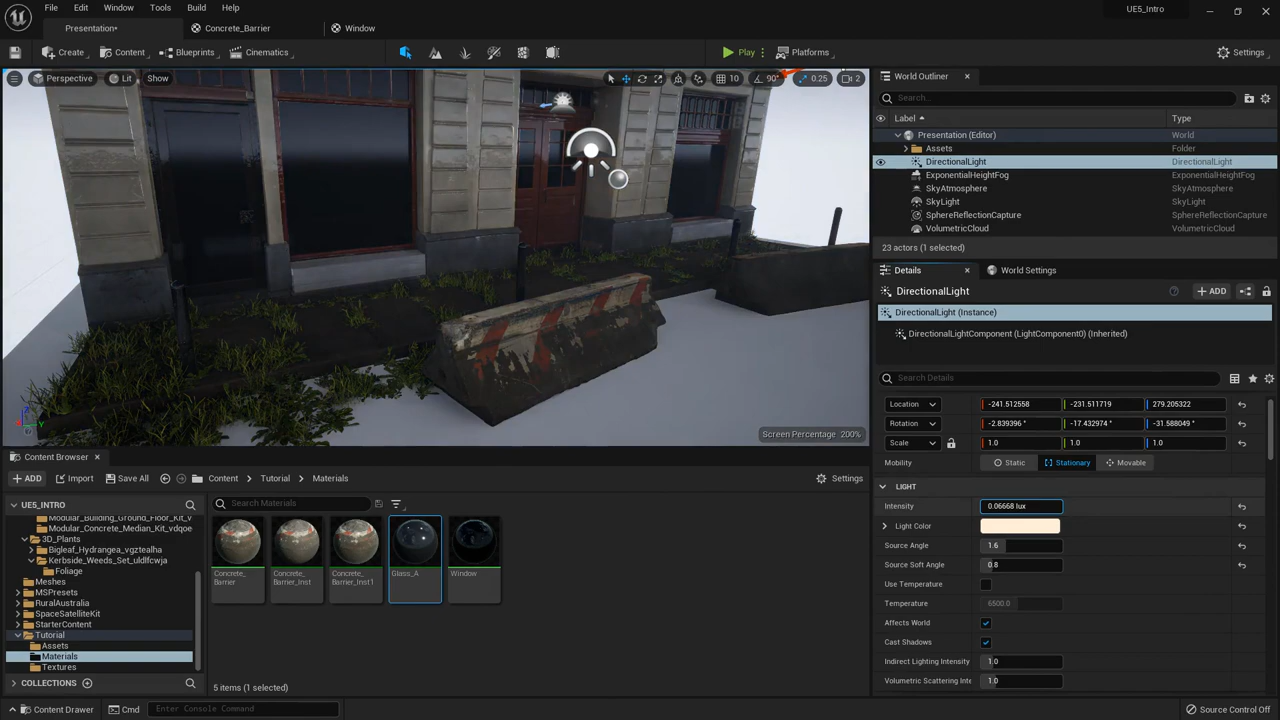 File Edit Window Tools Build Help UE5_Intro
Presentation* Concrete_Barrier Window
Create Content Blueprints Cinematics Play Platforms Settings
Perspective Lit Show 10 90° 0.25 2
World Outliner
Search...
Label Type
Presentation (Editor) World
Assets Folder
DirectionalLight DirectionalLight
ExponentialHeightFog ExponentialHeightFog
SkyAtmosphere SkyAtmosphere
SkyLight SkyLight
SphereReflectionCapture SphereReflectionCapture
VolumetricCloud VolumetricCloud
23 actors (1 selected)
Details World Settings
DirectionalLight ADD
DirectionalLight (Instance)
DirectionalLightComponent (LightComponent0) (Inherited)
Search Details
Location -241.512558 -231.511719 279.205322
Rotation -2.839396 ° -17.432974 ° -31.588049 °
Scale 1.0 1.0 1.0
Mobility Static Stationary Movable
LIGHT
Intensity 0.06668 lux
Light Color
Source Angle 1.6
Source Soft Angle 0.8
Use Temperature
Temperature 6500.0
Affects World
Cast Shadows
Indirect Lighting Intensity 1.0
Volumetric Scattering Inte 1.0
Screen Percentage 200%
Content Browser
ADD Import Save All Content Tutorial Materials Settings
UE5_INTRO
Search Materials
Modular_Building_Ground_Floor_Kit_v
Modular_Concrete_Median_Kit_vdqoe
3D_Plants
Bigleaf_Hydrangea_vgztealha
Kerbside_Weeds_Set_uldlfcwja
Foliage
Meshes
MSPresets
RuralAustralia
SpaceSatelliteKit
StarterContent
Tutorial
Assets
Materials
Textures
COLLECTIONS
Concrete_
Barrier
Concrete_
Barrier_Inst
Concrete_
Barrier_Inst1
Glass_A
Window
5 items (1 selected)
Content Drawer Cmd Enter Console Command Source Control Off